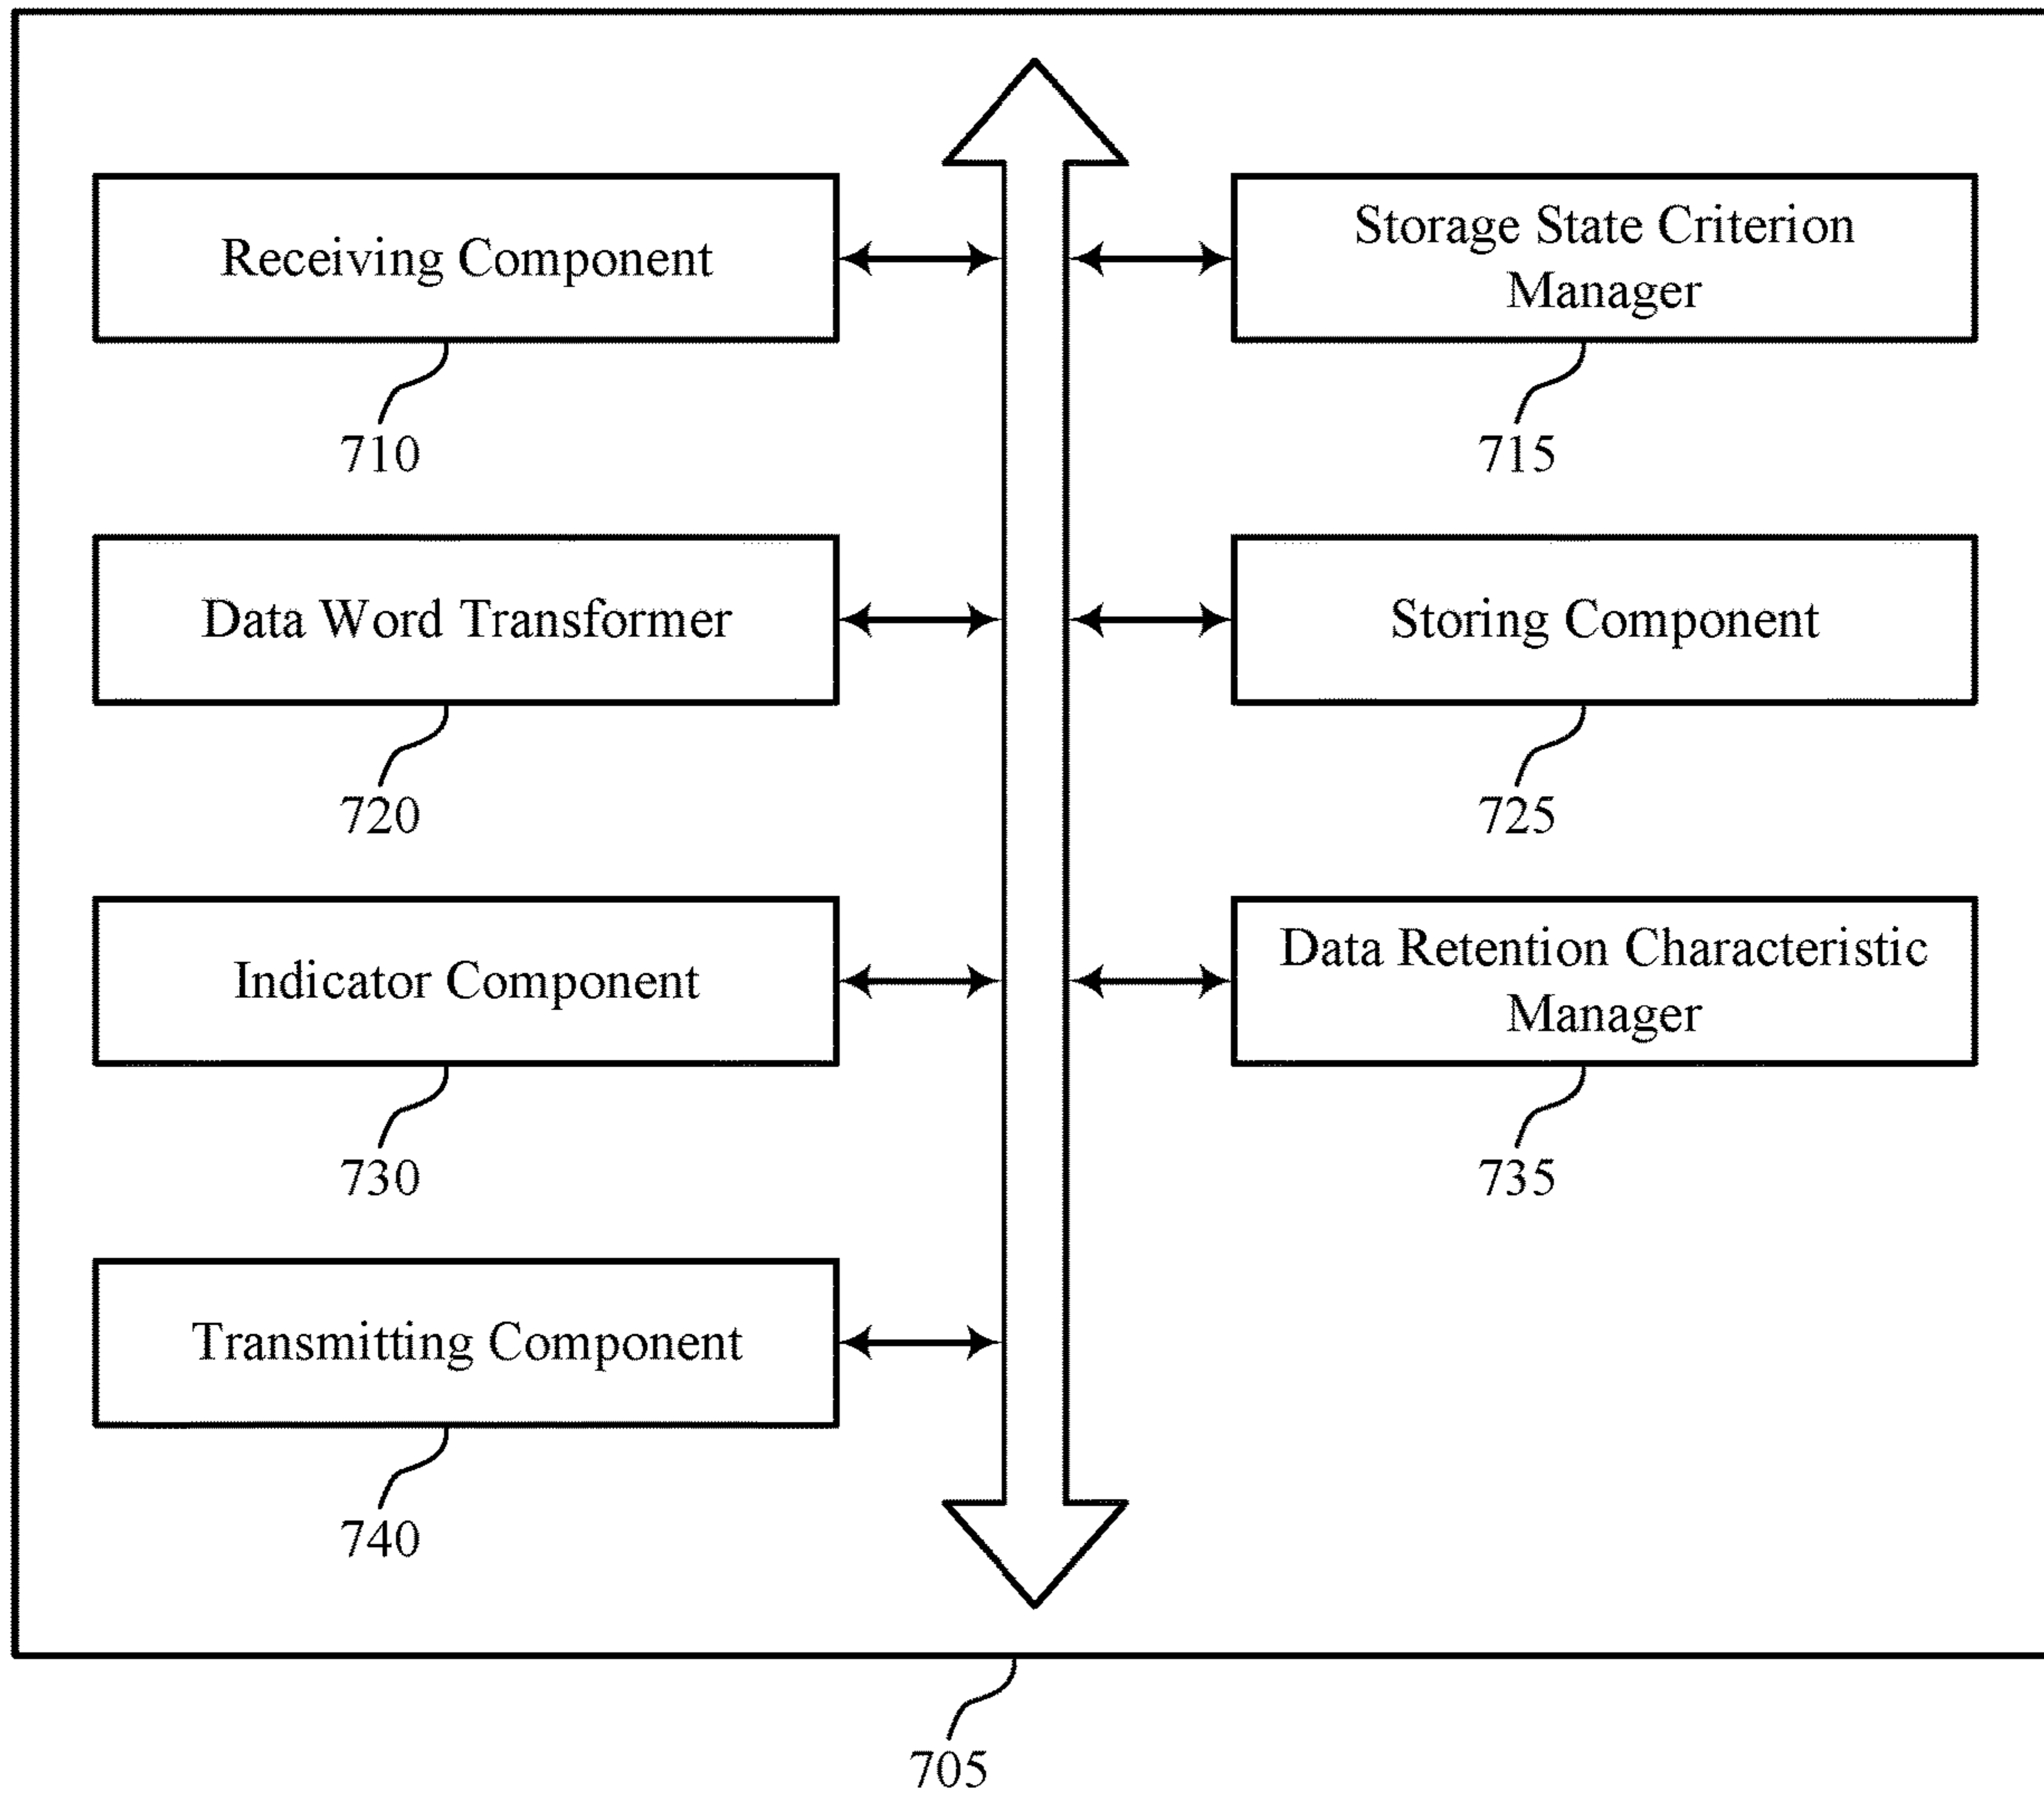 Receiving Component
710
Storage State Criterion
Manager
715
Data Word Transformer
720
Storing Component
725
Indicator Component
730
Data Retention Characteristic
Manager
735
Transmitting Component
740
705